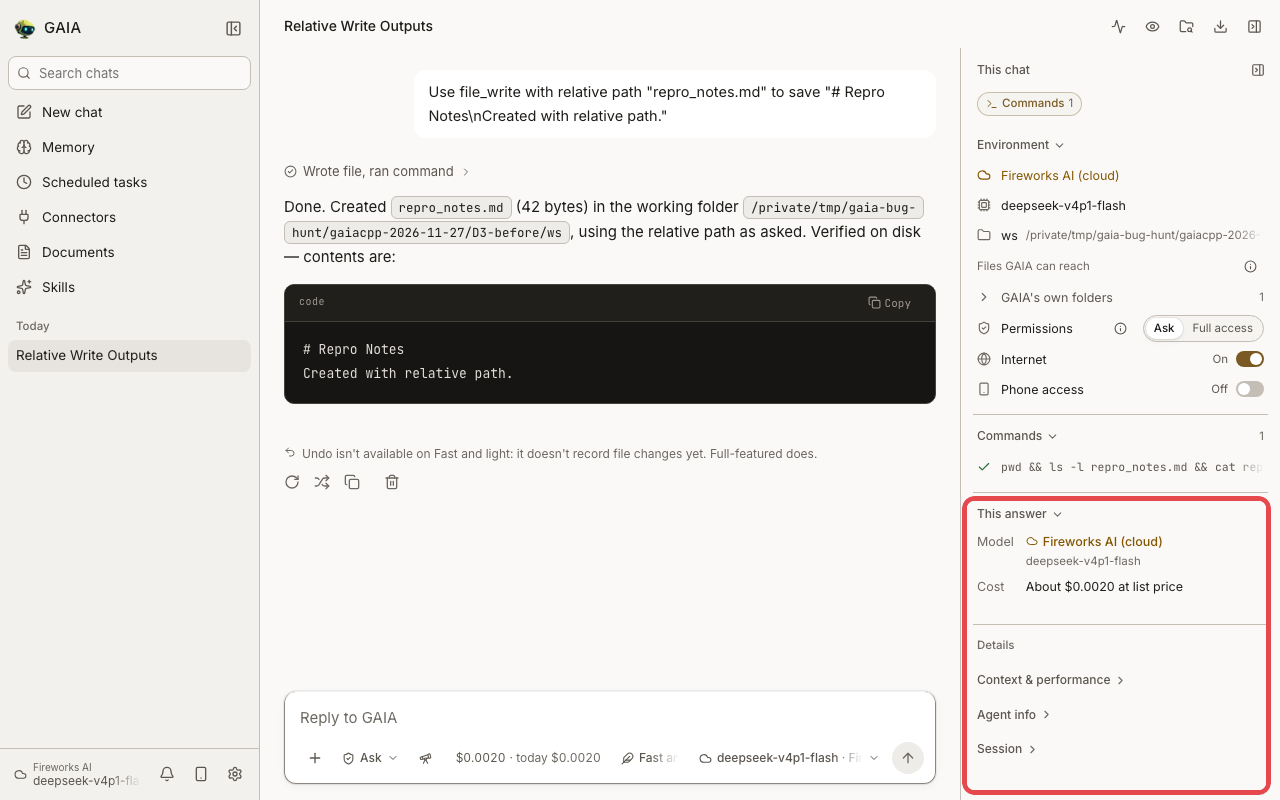 GAIA
Search chats
New chat
Memory
Scheduled tasks
Connectors
Documents
Skills
Today
Relative Write Outputs
Fireworks AI
deepseek-v4p1-fla
Relative Write Outputs
Use file_write with relative path "repro_notes.md" to save "# Repro
Notes\nCreated with relative path."
Wrote file, ran command
Done. Created repro_notes.md (42 bytes) in the working folder /private/tmp/gaia-bug-
hunt/gaiacpp-2026-11-27/D3-before/ws, using the relative path as asked. Verified on disk
— contents are:
code
Copy
# Repro Notes
Created with relative path.
Undo isn't available on Fast and light: it doesn't record file changes yet. Full-featured does.
Reply to GAIA
Ask
$0.0020 · today $0.0020
Fast an
deepseek-v4p1-flash · Fi
This chat
Commands 1
Environment
Fireworks AI (cloud)
deepseek-v4p1-flash
ws /private/tmp/gaia-bug-hunt/gaiacpp-2026-
Files GAIA can reach
GAIA's own folders 1
Permissions Ask Full access
Internet On
Phone access Off
Commands 1
pwd && ls -l repro_notes.md && cat rep
This answer
Model Fireworks AI (cloud)
deepseek-v4p1-flash
Cost About $0.0020 at list price
Details
Context & performance
Agent info
Session